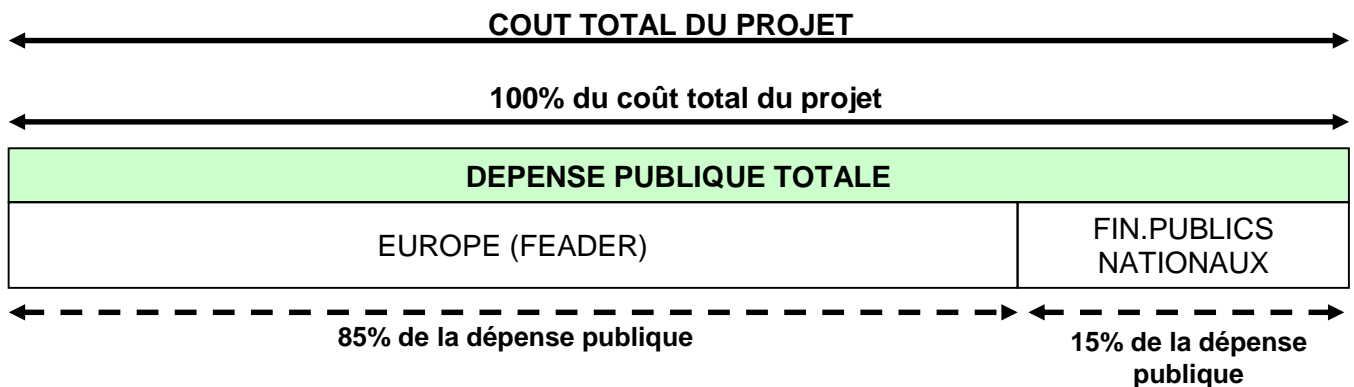 COUT TOTAL DU PROJET
100% du coût total du projet
DEPENSE PUBLIQUE TOTALE
EUROPE (FEADER)
FIN.PUBLICS
NATIONAUX
85% de la dépense publique
15% de la dépense
publique